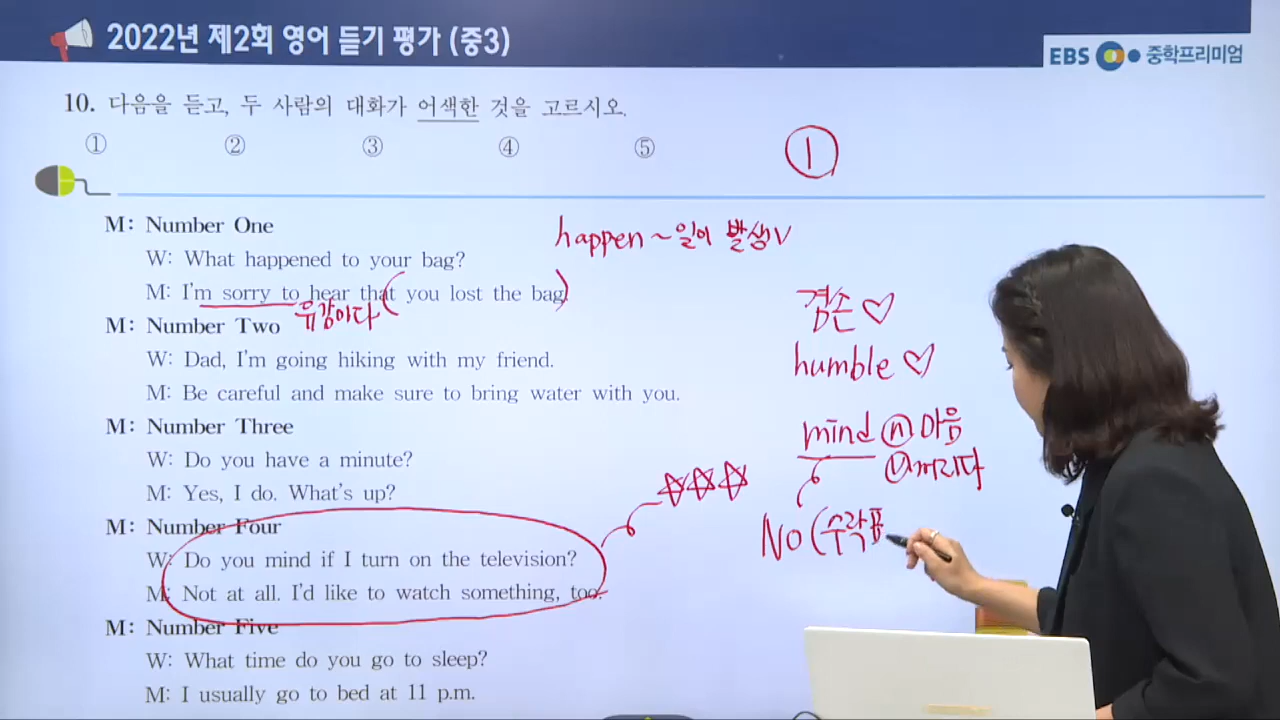 2022년 제2회 영어 듣기 평가 (중3)
EBS 중학프리미엄
10. 다음을 듣고, 두 사람의 대화가 어색한 것을 고르시오.
① ② ③ ④ ⑤
①
M: Number One
happen ~일이 발생V
W: What happened to your bag?
M: I'm sorry to hear that (you lost the bag)
유감이다
겸손♡
M: Number Two
W: Dad, I'm going hiking with my friend.
humble♡
M: Be careful and make sure to bring water with you.
M: Number Three
mind ⓝ마음
W: Do you have a minute?
ⓥ꺼리다
M: Yes, I do. What's up?
☆☆☆
M: Number Four
No (수락표
W: Do you mind if I turn on the television?
M: Not at all. I'd like to watch something, too.
M: Number Five
W: What time do you go to sleep?
M: I usually go to bed at 11 p.m.